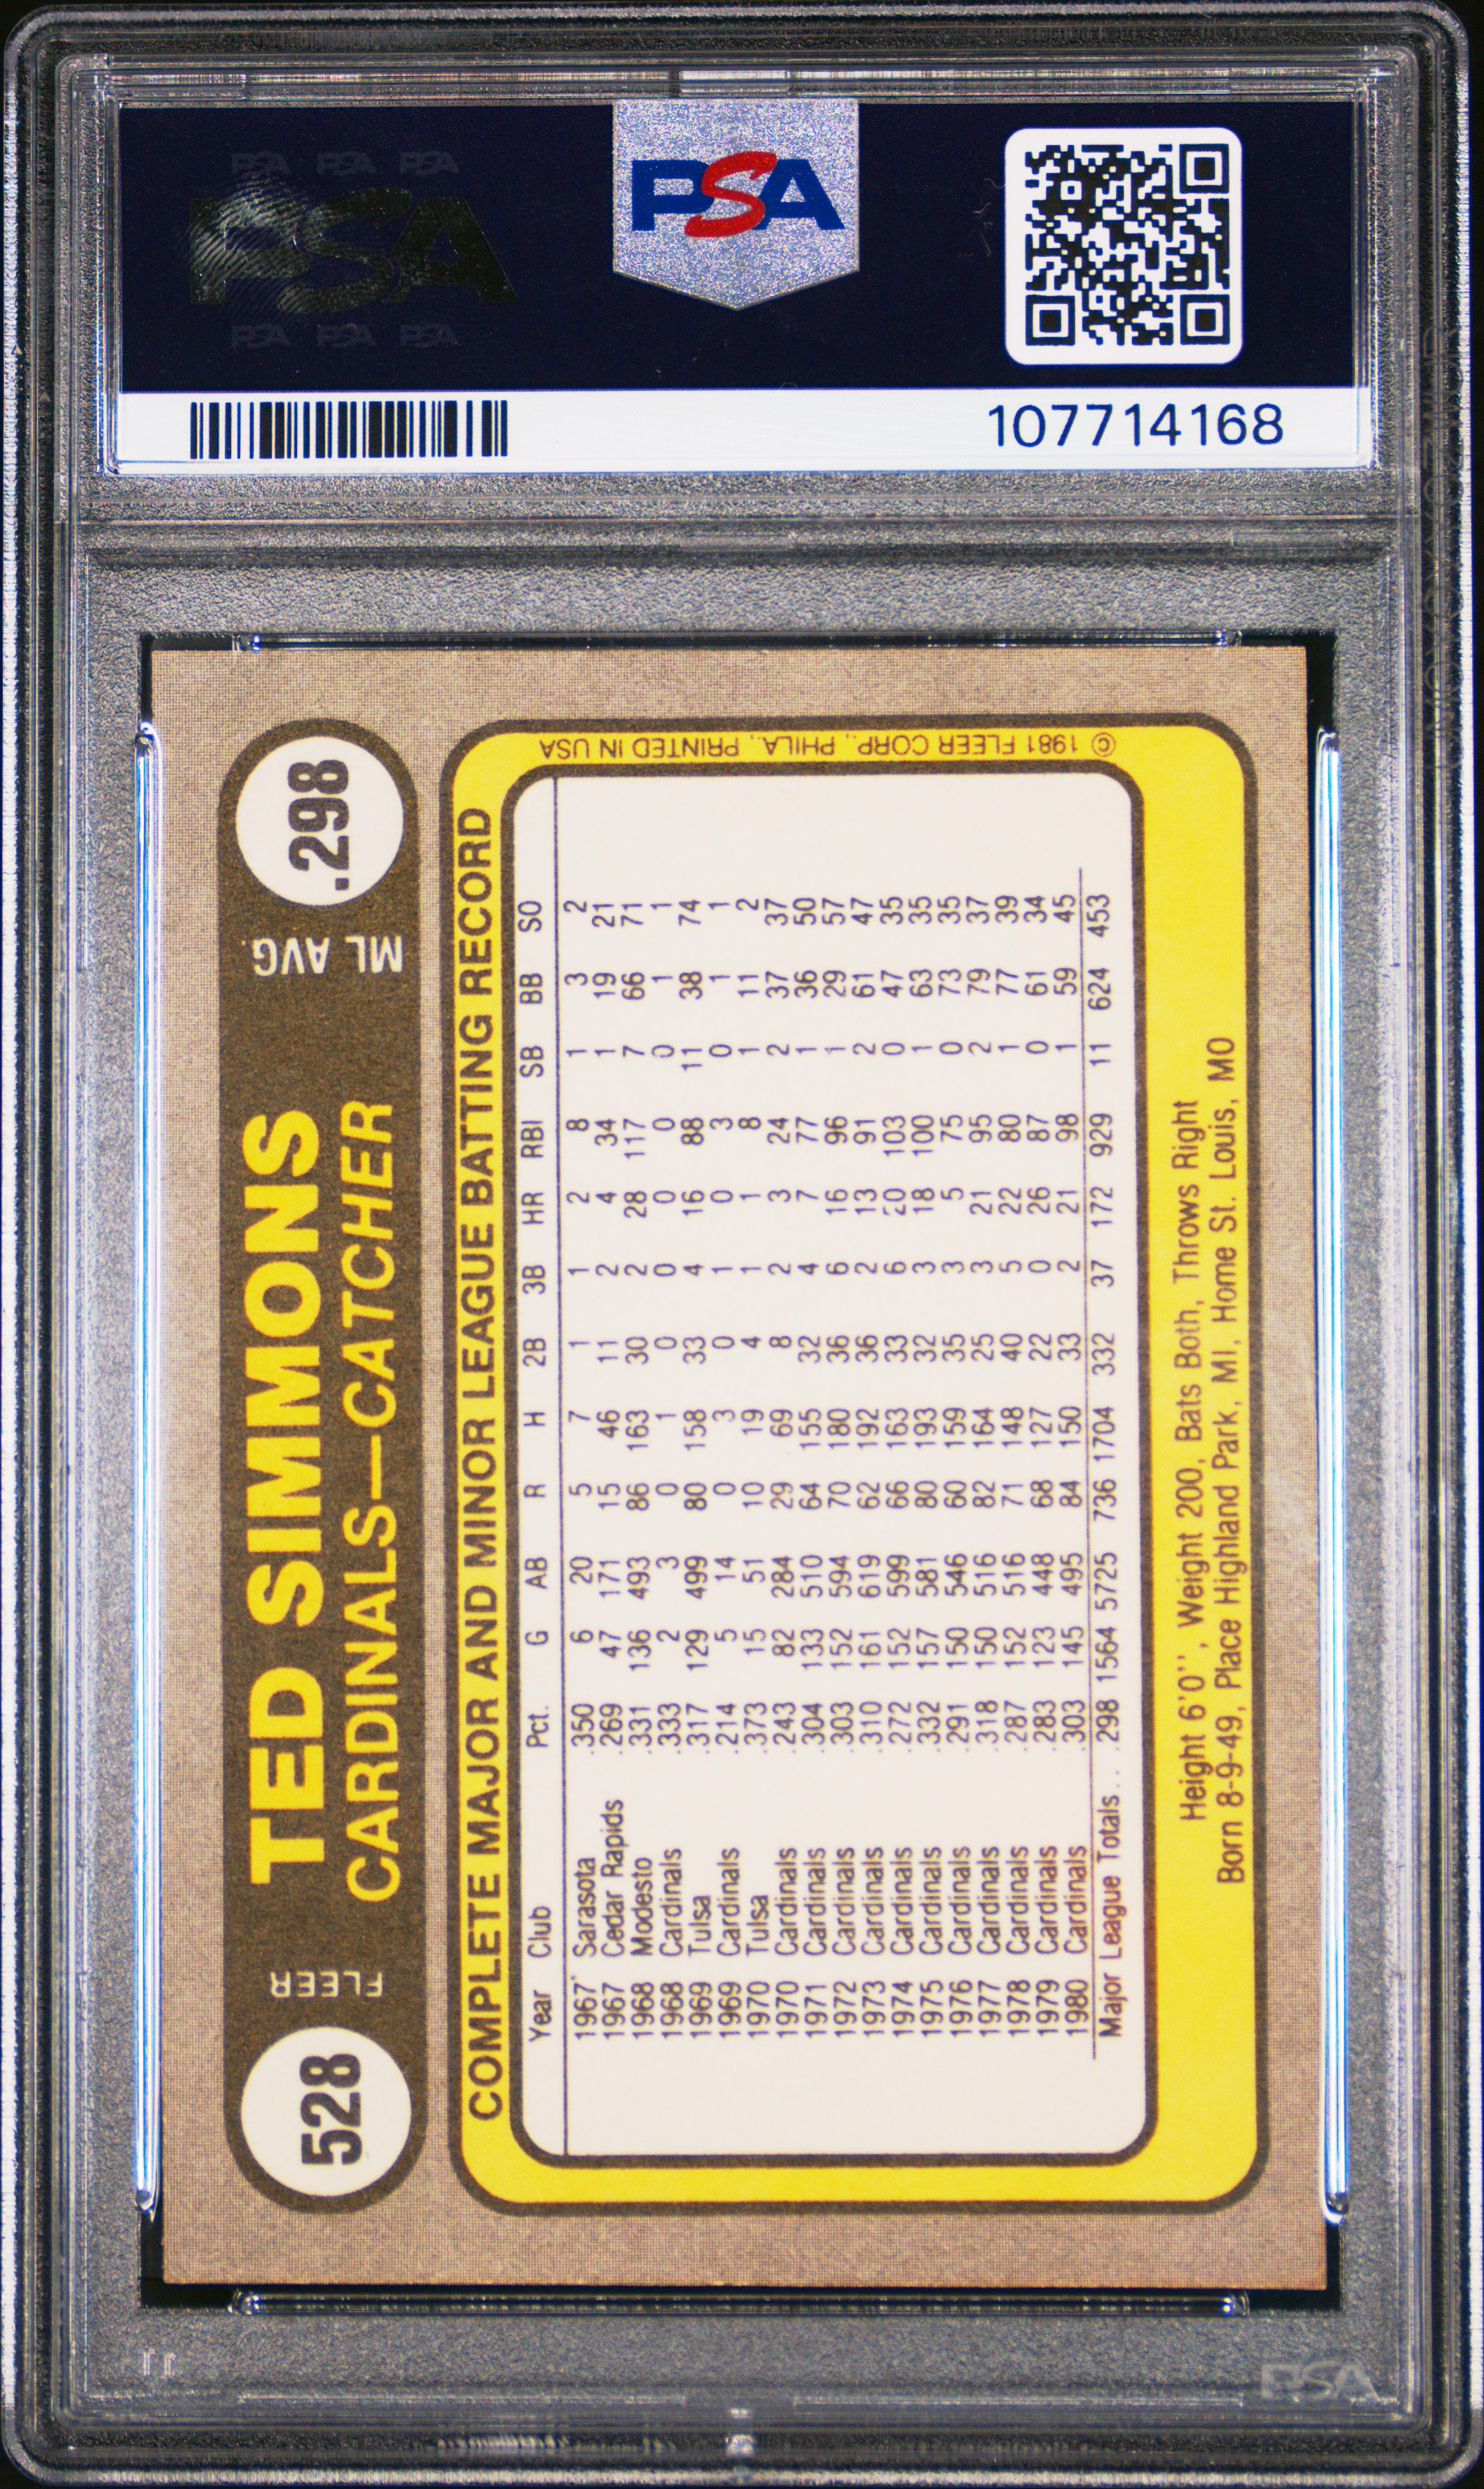 PSA PSA PSA
PSA
PSA PSA PSA
PSA
107714168
528
FLEER
TED SIMMONS
CARDINALS—CATCHER
ML AVG.
.298
COMPLETE MAJOR AND MINOR LEAGUE BATTING RECORD
Year Club Pct. G AB R H 2B 3B HR RBI SB BB SO
1967* Sarasota .350 6 20 5 7 1 1 2 8 1 3 2
1967 Cedar Rapids .269 47 171 15 46 11 2 4 34 1 19 21
1968 Modesto .331 136 493 86 163 30 2 28 117 7 66 71
1968 Cardinals .333 2 3 0 1 0 0 0 0 0 1 1
1969 Tulsa .317 129 499 80 158 33 4 16 88 11 38 74
1969 Cardinals .214 5 14 0 3 0 1 0 3 0 1 1
1970 Tulsa .373 15 51 10 19 4 1 1 8 1 11 2
1970 Cardinals .243 82 284 29 69 8 2 3 24 2 37 37
1971 Cardinals .304 133 510 64 155 32 4 7 77 1 36 50
1972 Cardinals .303 152 594 70 180 36 6 16 96 1 29 57
1973 Cardinals .310 161 619 62 192 36 2 13 91 2 61 47
1974 Cardinals .272 152 599 66 163 33 6 20 103 0 47 35
1975 Cardinals .332 157 581 80 193 32 3 18 100 1 63 35
1976 Cardinals .291 150 546 60 159 35 3 5 75 0 73 35
1977 Cardinals .318 150 516 82 164 25 3 21 95 2 79 37
1978 Cardinals .287 152 516 71 148 40 5 22 80 1 77 39
1979 Cardinals .283 123 448 68 127 22 0 26 87 0 61 34
1980 Cardinals .303 145 495 84 150 33 2 21 98 1 59 45
Major League Totals . . .298 1564 5725 736 1704 332 37 172 929 11 624 453
Height 6'0'', Weight 200, Bats Both, Throws Right
Born 8-9-49, Place Highland Park, MI, Home St. Louis, MO
© 1981 FLEER CORP., PHILA., PRINTED IN USA
PSA